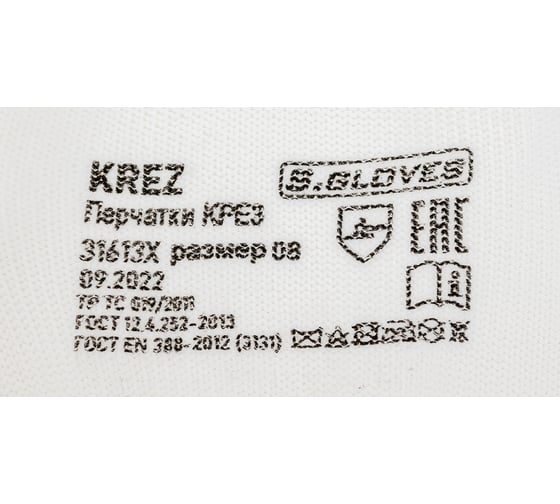 KREZ
S.GLOVES
Перчатки КРЕЗ
31613X размер 08
09.2022
ТР ТС 019/2011
ГОСТ 12.4.252-2013
ГОСТ EN 388-2012 (3131)
EAC